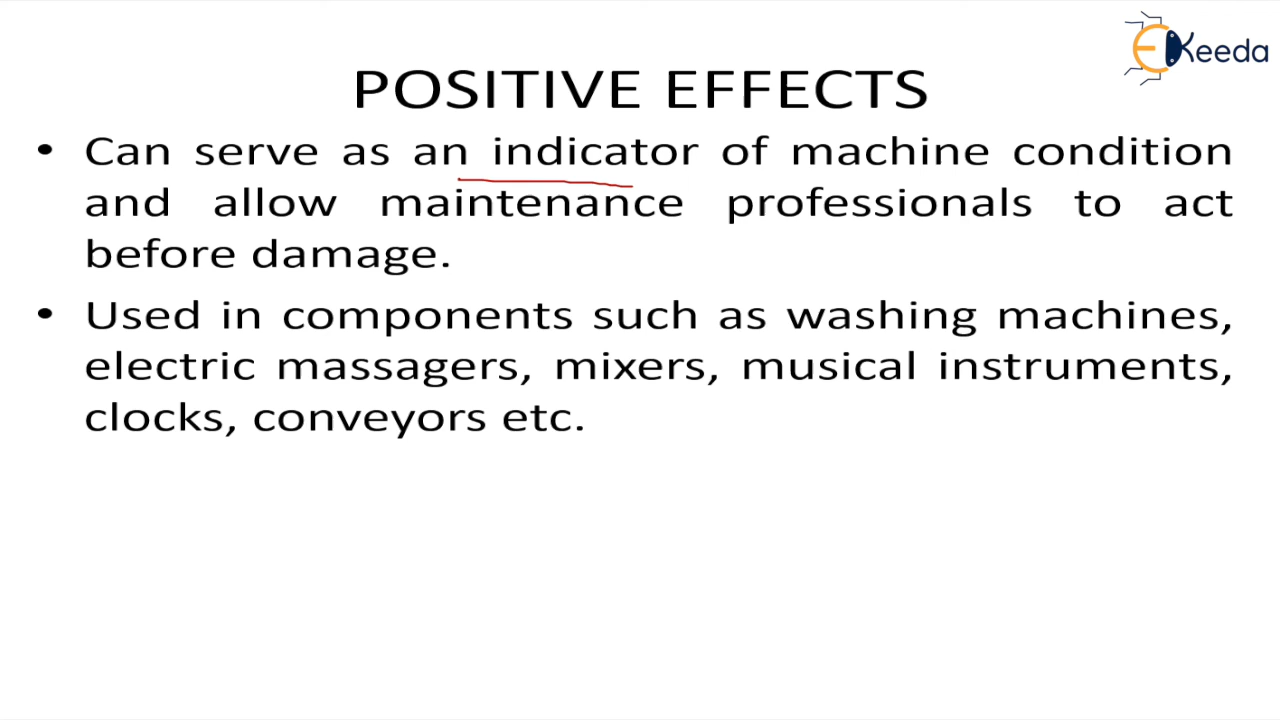 EKeeda
POSITIVE EFFECTS
• Can serve as an indicator of machine condition
and allow maintenance professionals to act
before damage.
• Used in components such as washing machines,
electric massagers, mixers, musical instruments,
clocks, conveyors etc.